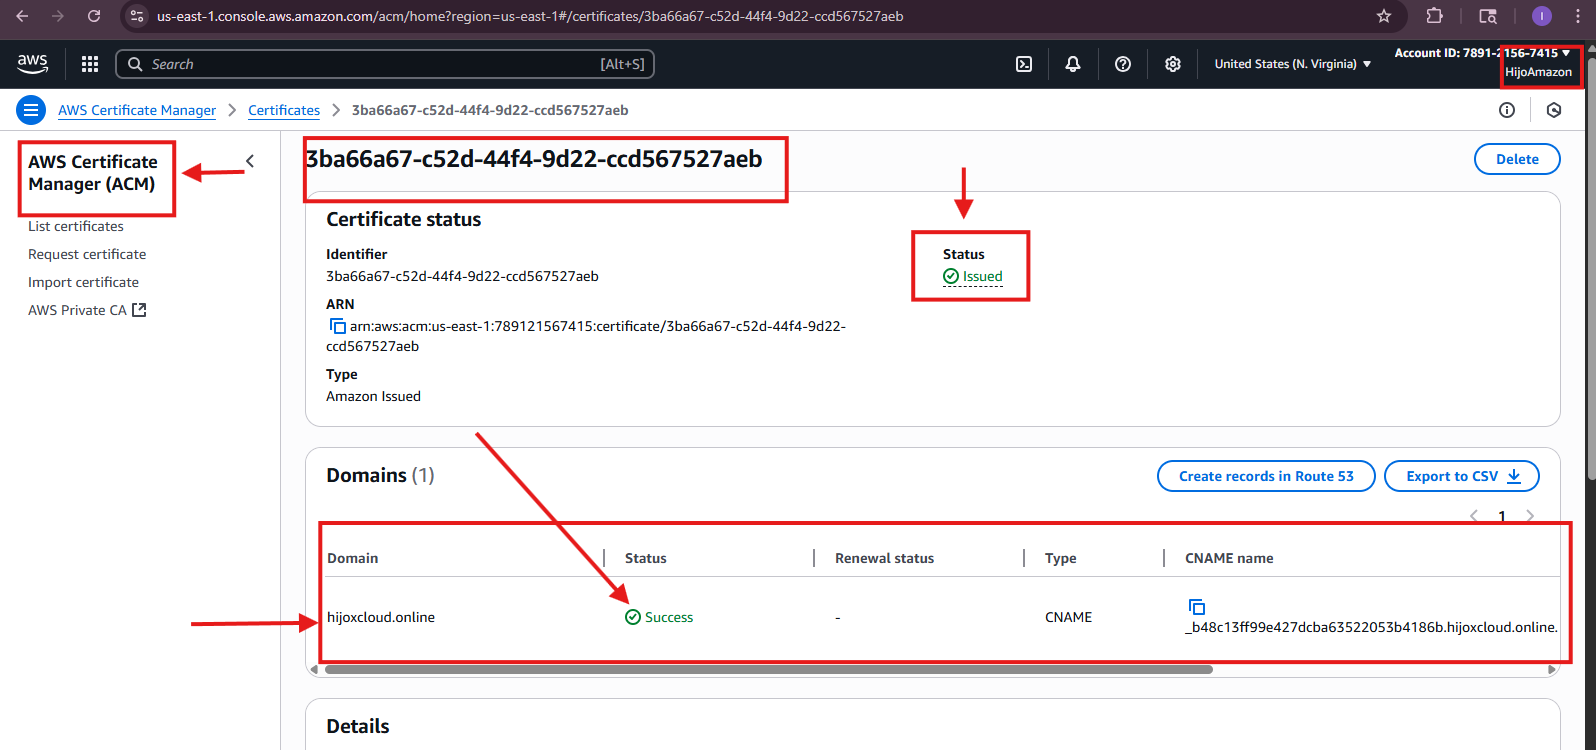 us-east-1.console.aws.amazon.com/acm/home?region=us-east-1#/certificates/3ba66a67-c52d-44f4-9d22-ccd567527aeb
I
aws
Search
[Alt+S]
United States (N. Virginia)
Account ID: 7891-2156-7415
HijoAmazon
AWS Certificate Manager
Certificates
3ba66a67-c52d-44f4-9d22-ccd567527aeb
AWS Certificate
Manager (ACM)
List certificates
Request certificate
Import certificate
AWS Private CA
3ba66a67-c52d-44f4-9d22-ccd567527aeb
Delete
Certificate status
Identifier
3ba66a67-c52d-44f4-9d22-ccd567527aeb
ARN
arn:aws:acm:us-east-1:789121567415:certificate/3ba66a67-c52d-44f4-9d22-
ccd567527aeb
Type
Amazon Issued
Status
Issued
Domains (1)
Create records in Route 53
Export to CSV
1
Domain
Status
Renewal status
Type
CNAME name
hijoxcloud.online
Success
-
CNAME
_b48c13ff99e427dcba63522053b4186b.hijoxcloud.online.
Details